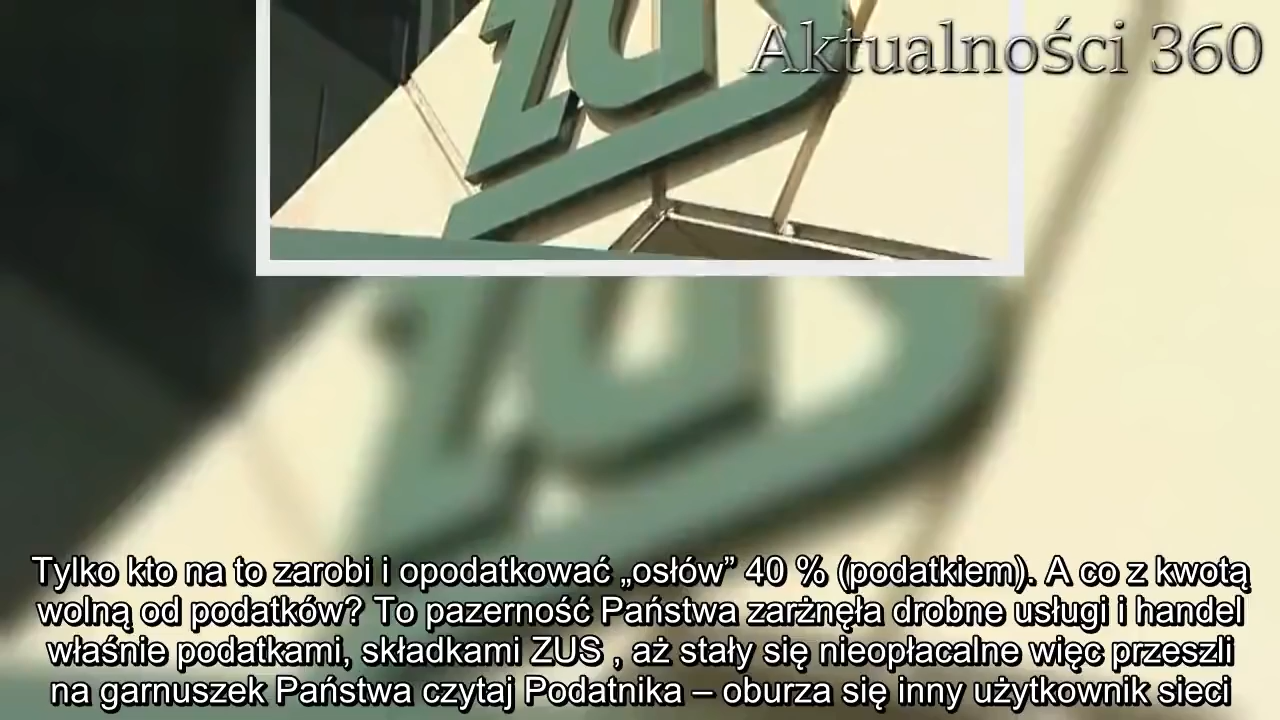 Aktualności 360
ZUS
Tylko kto na to zarobi i opodatkować „osłów” 40 % (podatkiem). A co z kwotą
wolną od podatków? To pazerność Państwa zarżnęła drobne usługi i handel
właśnie podatkami, składkami ZUS , aż stały się nieopłacalne więc przeszli
na garnuszek Państwa czytaj Podatnika – oburza się inny użytkownik sieci